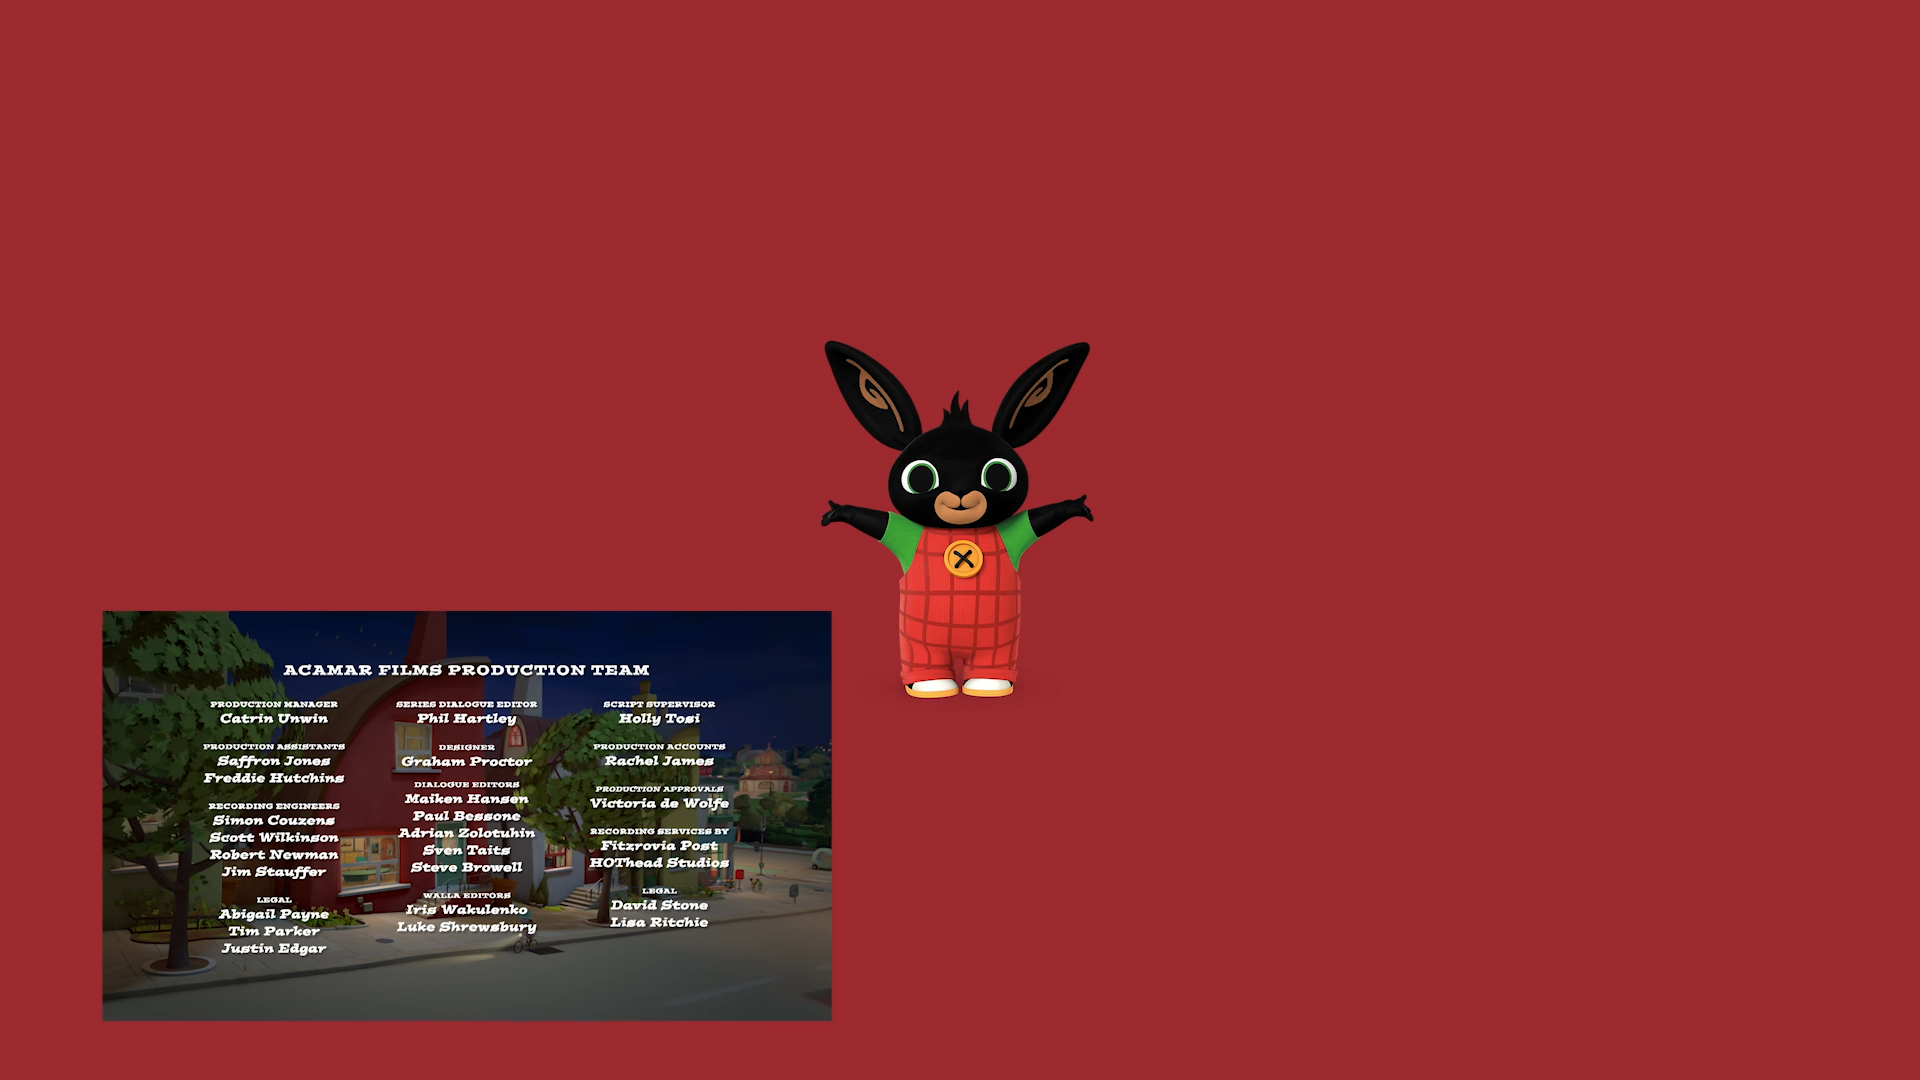 ACAMAR FILMS PRODUCTION TEAM
PRODUCTION MANAGER
Catrin Unwin
PRODUCTION ASSISTANTS
Saffron Jones
Freddie Hutchins
RECORDING ENGINEERS
Simon Couzens
Scott Wilkinson
Robert Newman
Jim Stauffer
LEGAL
Abigail Payne
Tim Parker
Justin Edgar
SERIES DIALOGUE EDITOR
Phil Hartley
DESIGNER
Graham Proctor
DIALOGUE EDITORS
Maiken Hansen
Paul Bessone
Adrian Zolotuhin
Sven Taits
Steve Browell
WALLA EDITORS
Iris Wakulenko
Luke Shrewsbury
SCRIPT SUPERVISOR
Holly Tosi
PRODUCTION ACCOUNTS
Rachel James
PRODUCTION APPROVALS
Victoria de Wolfe
RECORDING SERVICES BY
Fitzrovia Post
HOThead Studios
LEGAL
David Stone
Lisa Ritchie